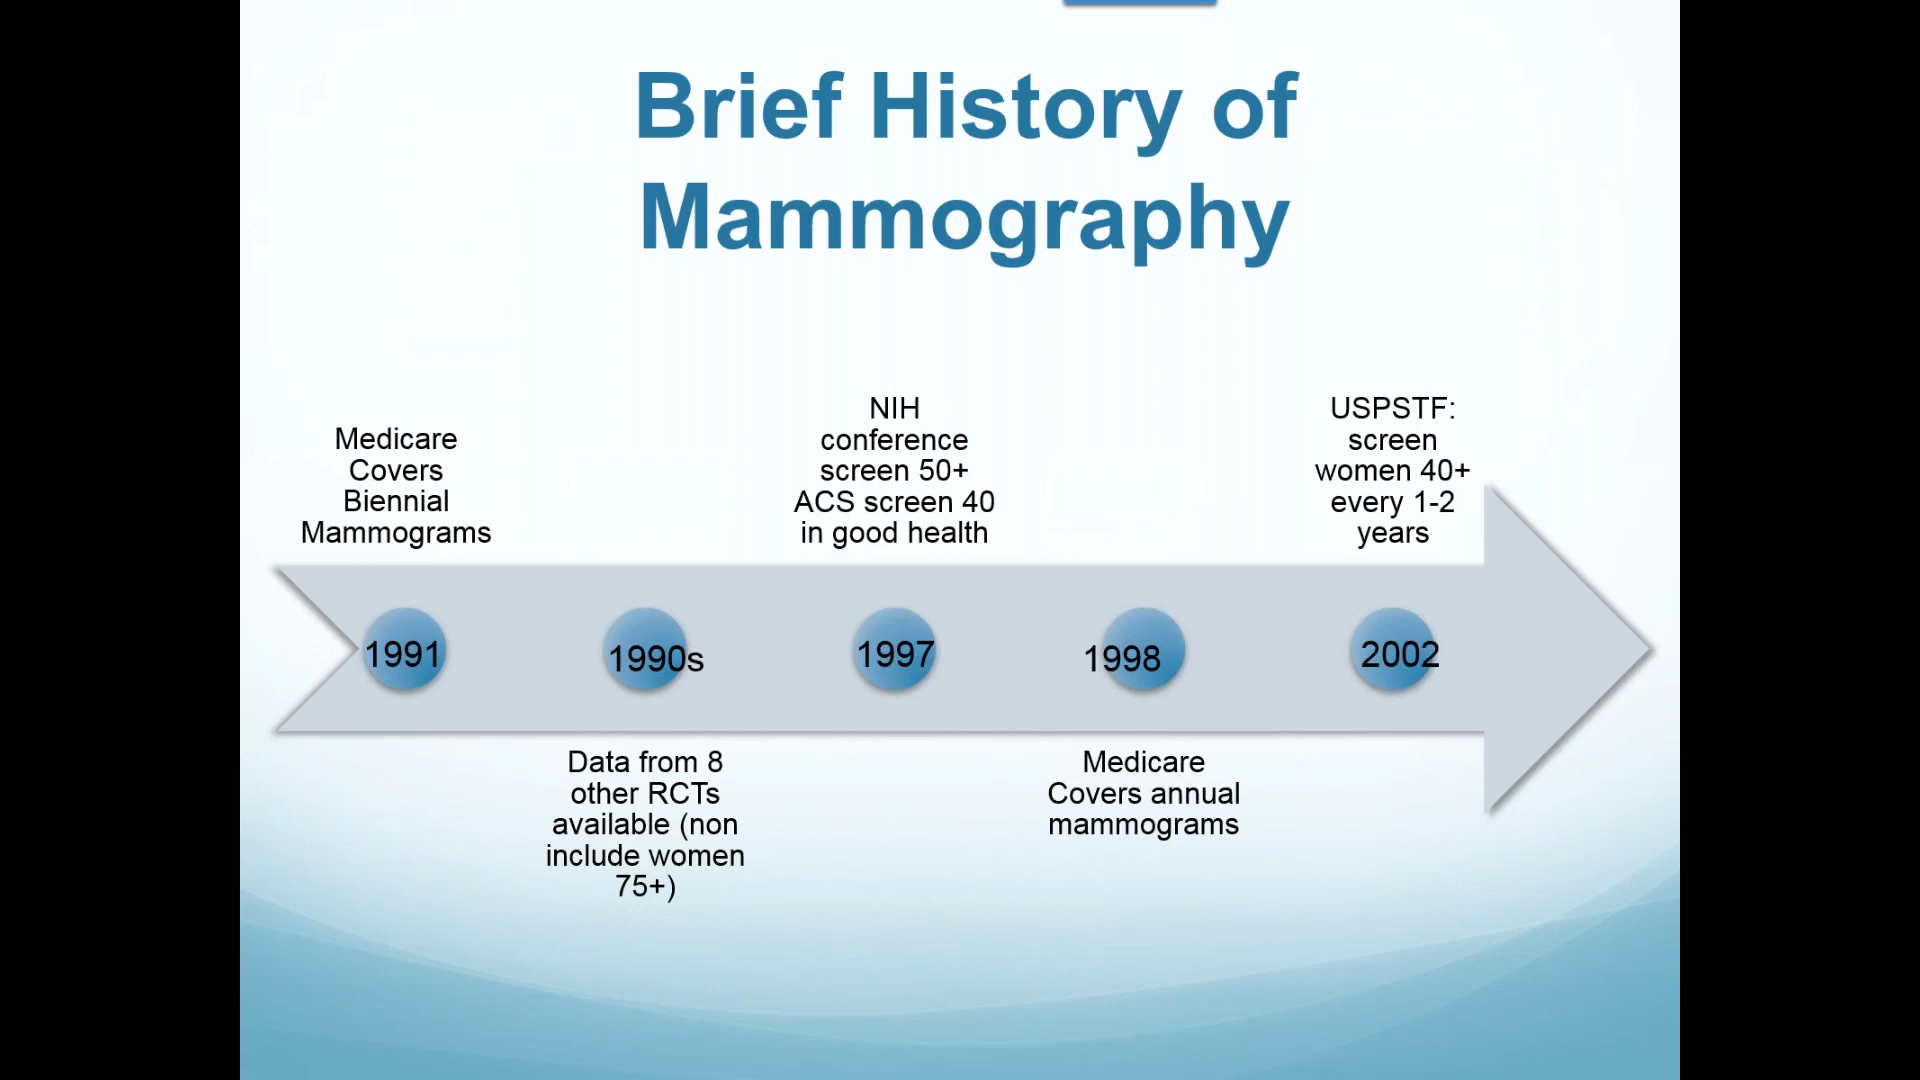 Brief History of
Mammography
Medicare
Covers
Biennial
Mammograms
NIH
conference
screen 50+
ACS screen 40
in good health
USPSTF:
screen
women 40+
every 1-2
years
1991
1990s
1997
1998
2002
Data from 8
other RCTs
available (non
include women
75+)
Medicare
Covers annual
mammograms